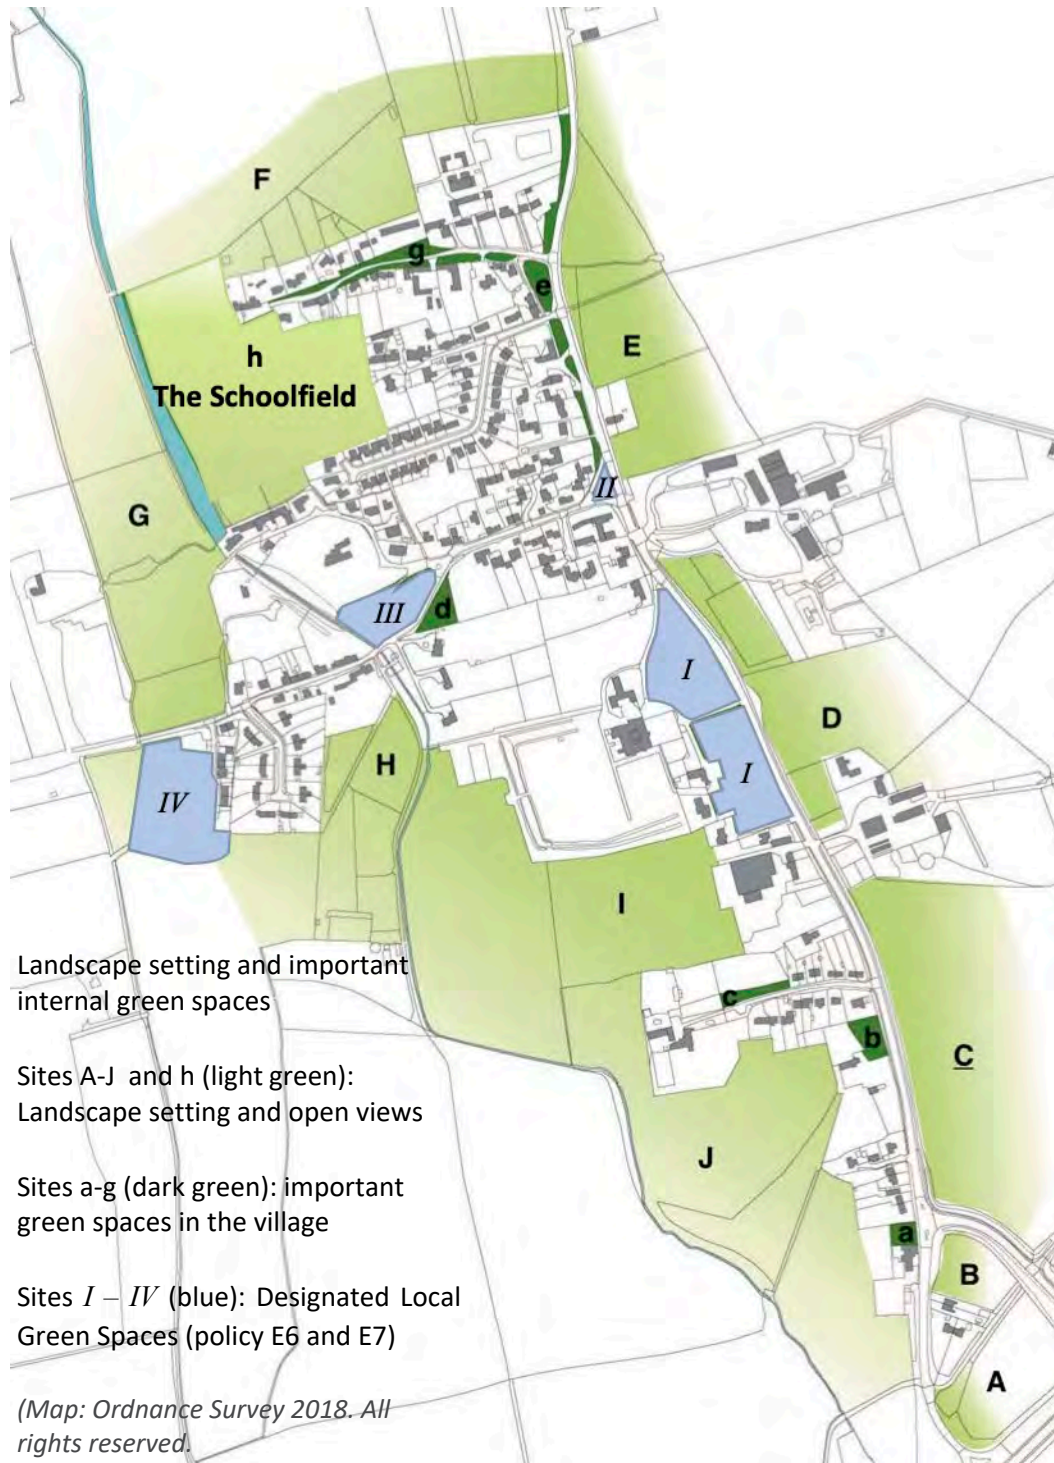 F
g
e
E
h
The Schoolfield
II
G
III
d
I
D
H
I
IV
I
Landscape setting and important
internal green spaces
c
b
C
Sites A-J and h (light green):
Landscape setting and open views
J
Sites a-g (dark green): important
green spaces in the village
a
B
Sites I – IV (blue): Designated Local
Green Spaces (policy E6 and E7)
A
(Map: Ordnance Survey 2018. All
rights reserved.